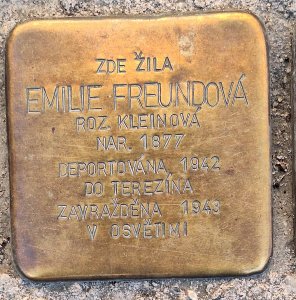 ZDE ŽILA
EMILIE FREUNDOVÁ
ROZ. KLEINOVÁ
NAR. 1877
DEPORTOVÁNA 1942
DO TEREZÍNA
ZAVRAŽDĚNA 1943
V OSVĚTIMI